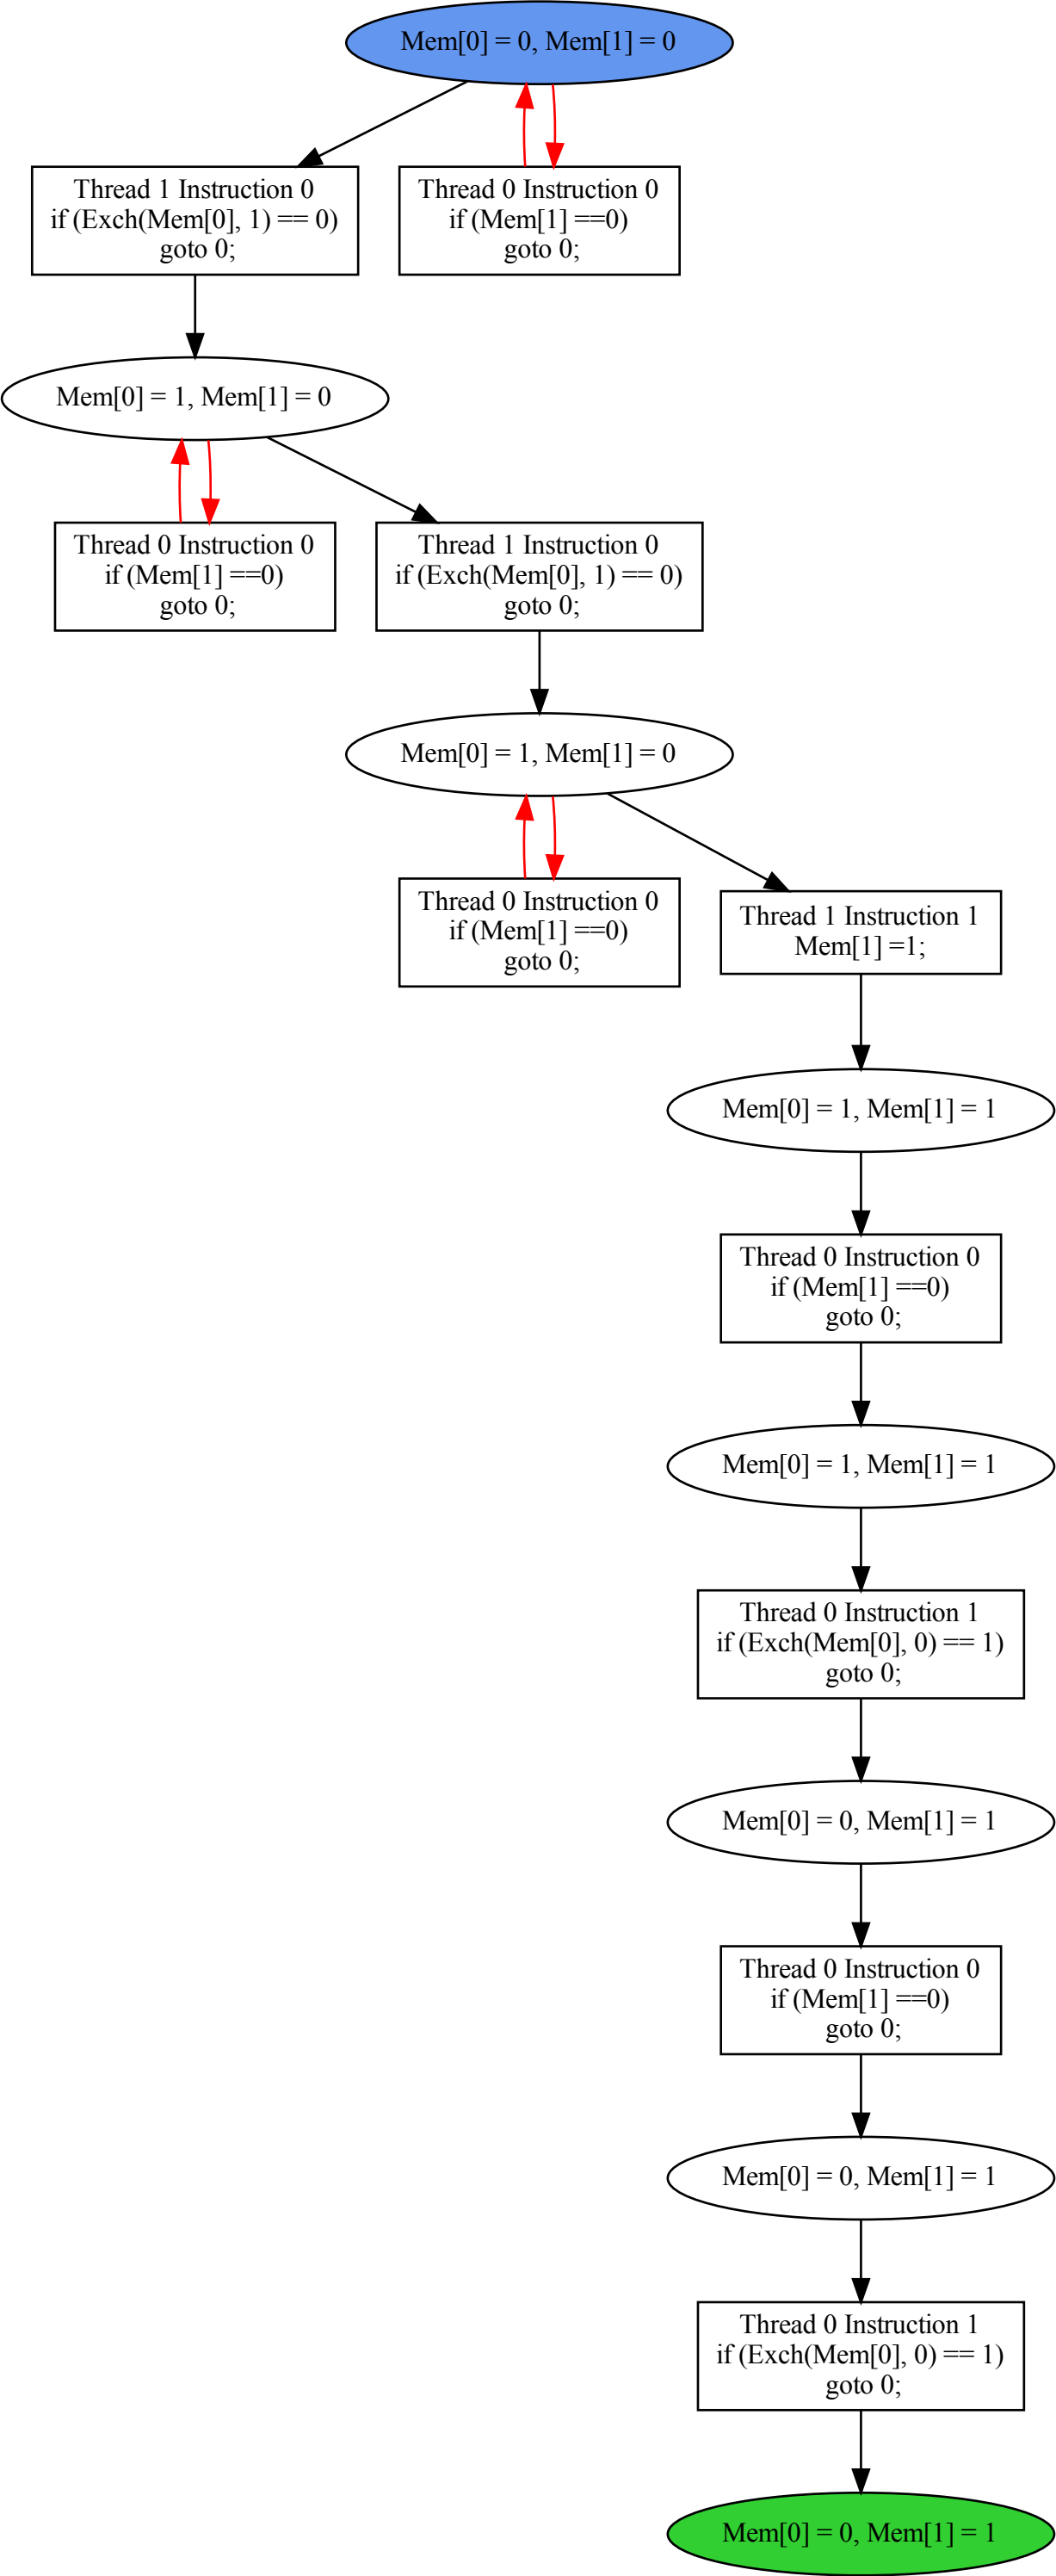 Mem[0] = 0, Mem[1] = 0
Thread 1 Instruction 0
if (Exch(Mem[0], 1) == 0)
goto 0;
Thread 0 Instruction 0
if (Mem[1] ==0)
goto 0;
Mem[0] = 1, Mem[1] = 0
Thread 0 Instruction 0
if (Mem[1] ==0)
goto 0;
Thread 1 Instruction 0
if (Exch(Mem[0], 1) == 0)
goto 0;
Mem[0] = 1, Mem[1] = 0
Thread 0 Instruction 0
if (Mem[1] ==0)
goto 0;
Thread 1 Instruction 1
Mem[1] =1;
Mem[0] = 1, Mem[1] = 1
Thread 0 Instruction 0
if (Mem[1] ==0)
goto 0;
Mem[0] = 1, Mem[1] = 1
Thread 0 Instruction 1
if (Exch(Mem[0], 0) == 1)
goto 0;
Mem[0] = 0, Mem[1] = 1
Thread 0 Instruction 0
if (Mem[1] ==0)
goto 0;
Mem[0] = 0, Mem[1] = 1
Thread 0 Instruction 1
if (Exch(Mem[0], 0) == 1)
goto 0;
Mem[0] = 0, Mem[1] = 1